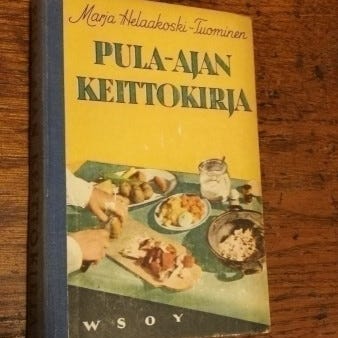 Marja Helaakoski-Tuominen
PULA-AJAN
KEITTOKIRJA
WSOY